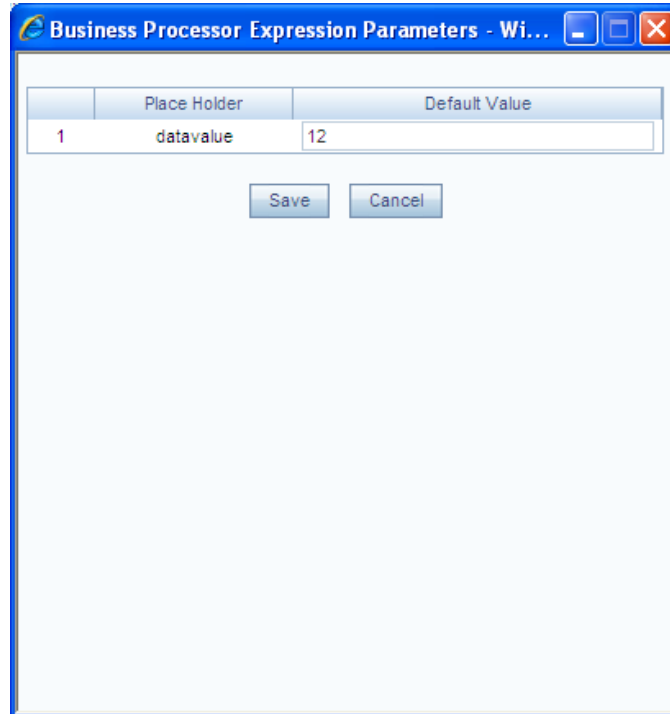 Business Processor Expression Parameters - Wi...
Place Holder Default Value
1 datavalue 12
Save Cancel